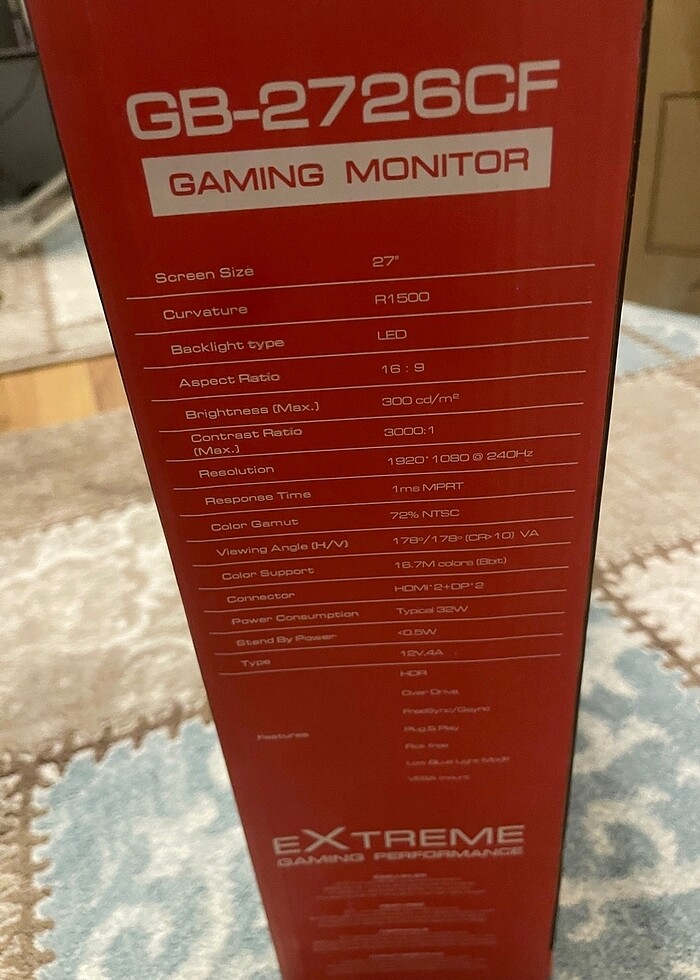 GB-2726CF
GAMING MONITOR
Screen Size 27"
Curvature R1500
Backlight type LED
Aspect Ratio 16 : 9
Brightness (Max.) 300 cd/m²
Contrast Ratio
(Max.) 3000:1
Resolution 1920*1080 @ 240Hz
Response Time 1ms MPRT
Color Gamut 72% NTSC
Viewing Angle (H/V) 178º/178º (CR>10) VA
Color Support 16.7M colors (8bit)
Connector HDMI*2+DP*2
Power Consumption Typical 32W
Stand By Power <0.5W
Type 12V,4A
HDR
Over Drive
FreeSync/Gsync
Plug & Play
Features
Flick free
Low Blue Light Mode
VESA mount
EXTREME
GAMING PERFORMANCE